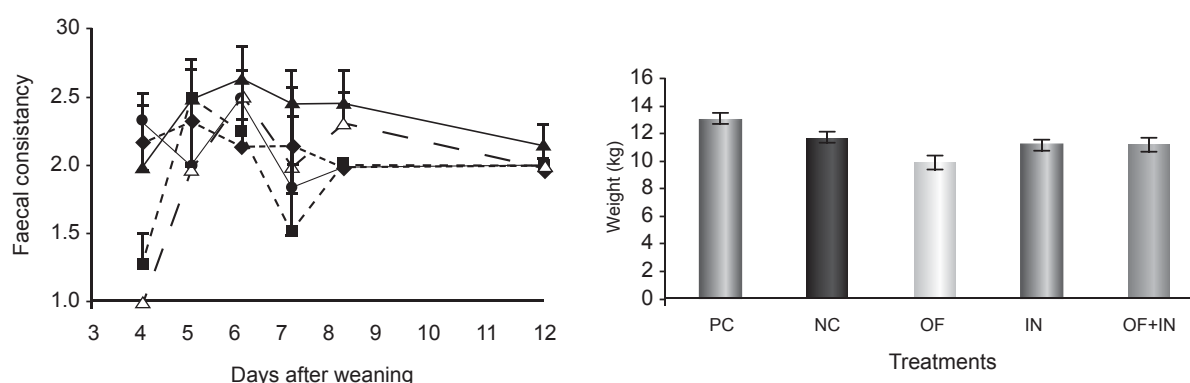 30
2.5
2.0
1.5
1.0
Faecal consistancy
3 4 5 6 7 8 9 10 11 12
Days after weaning
16
14
13
12
10
8
6
4
2
0
Weight (kg)
PC NC OF IN OF+IN
Treatments